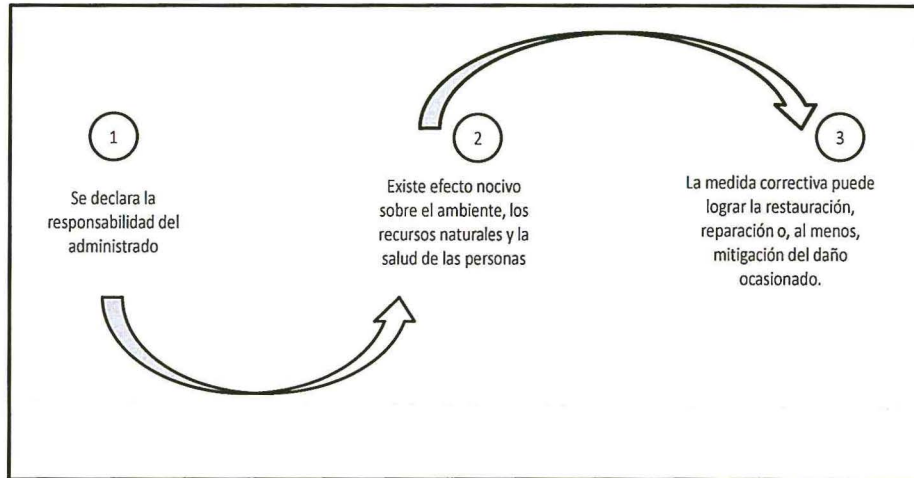 1
Se declara la
responsabilidad del
administrado
2
Existe efecto nocivo
sobre el ambiente, los
recursos naturales y la
salud de las personas
3
La medida correctiva puede
lograr la restauración,
reparación o, al menos,
mitigación del daño
ocasionado.